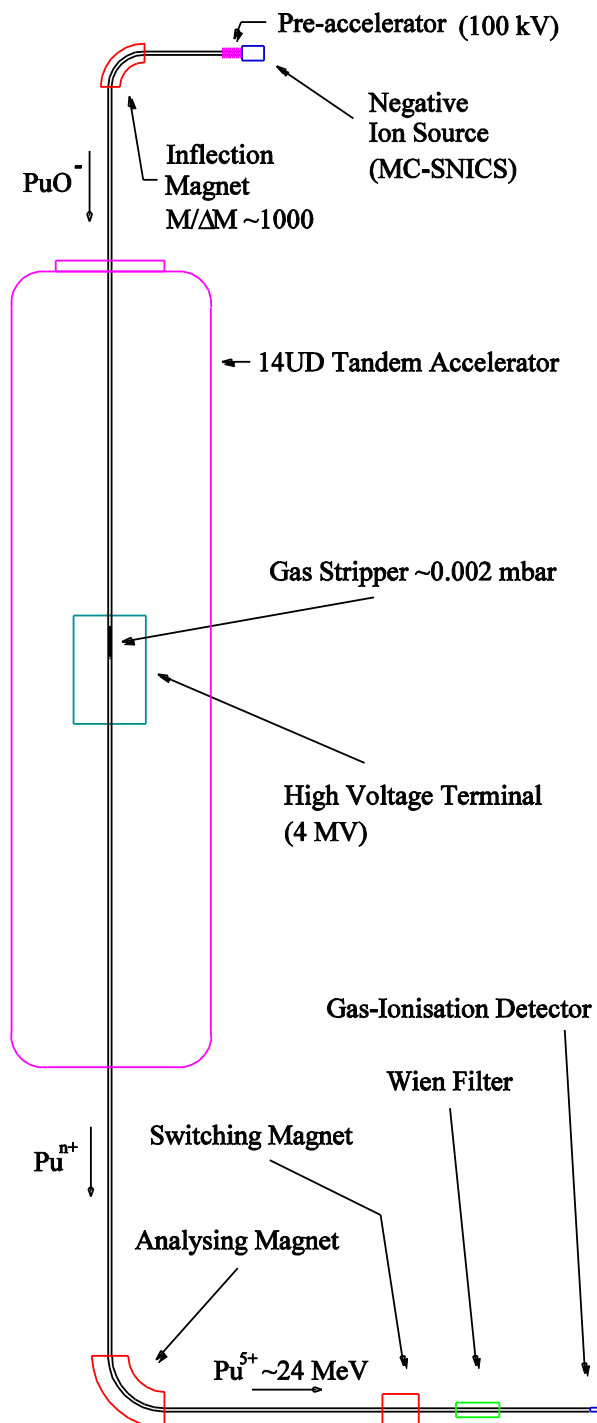 Pre-accelerator (100 kV)
Negative
Ion Source
(MC-SNICS)
Inflection
Magnet
M/ΔM ~1000
PuO⁻
14UD Tandem Accelerator
Gas Stripper ~0.002 mbar
High Voltage Terminal
(4 MV)
Gas-Ionisation Detector
Wien Filter
Switching Magnet
Puⁿ⁺
Analysing Magnet
Pu⁵⁺ ~24 MeV